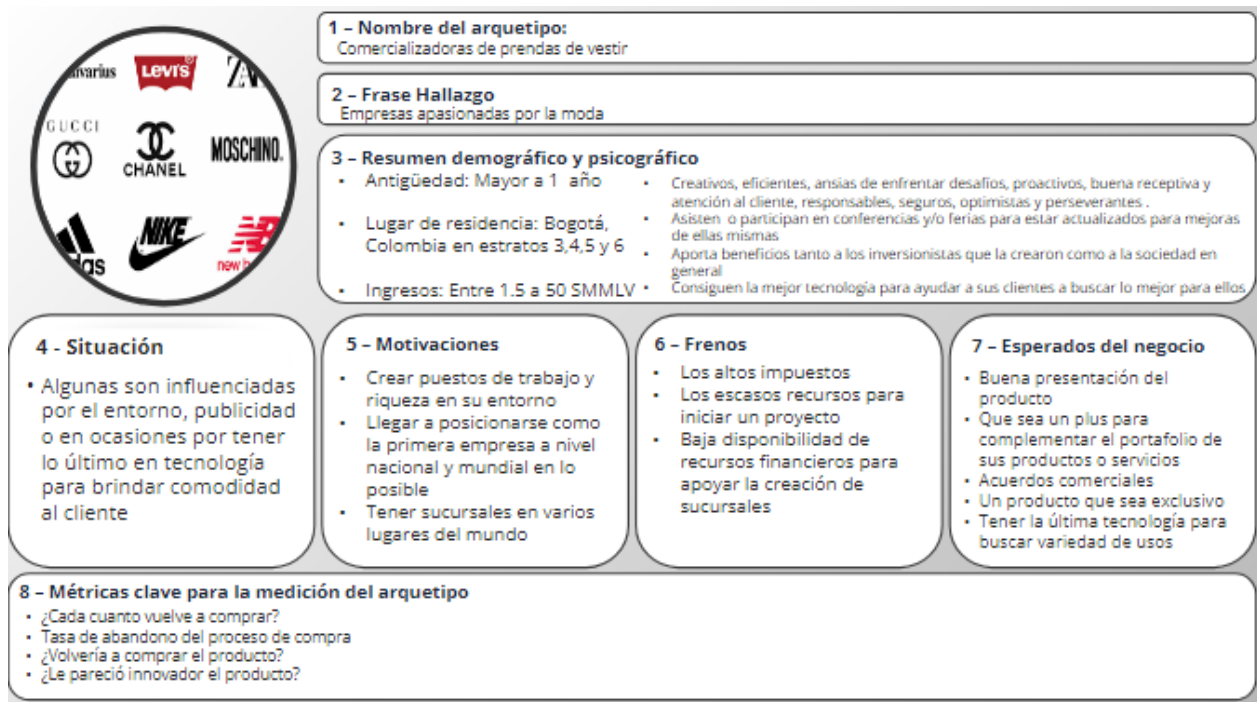 LEVI'S
GUCCI
CHANEL
MOSCHINO
NIKE
1 – Nombre del arquetipo:
Comercializadoras de prendas de vestir
2 – Frase Hallazgo
Empresas apasionadas por la moda
3 – Resumen demográfico y psicográfico
• Antigüedad: Mayor a 1 año
• Lugar de residencia: Bogotá,
Colombia en estratos 3,4,5 y 6
• Ingresos: Entre 1.5 a 50 SMMLV
• Creativos, eficientes, ansias de enfrentar desafíos, proactivos, buena receptiva y
atención al cliente, responsables, seguros, optimistas y perseverantes .
• Asisten o participan en conferencias y/o ferias para estar actualizados para mejoras
de ellas mismas
• Aporta beneficios tanto a los inversionistas que la crearon como a la sociedad en
general
• Consiguen la mejor tecnología para ayudar a sus clientes a buscar lo mejor para ellos
4 - Situación
• Algunas son influenciadas
por el entorno, publicidad
o en ocasiones por tener
lo último en tecnología
para brindar comodidad
al cliente
5 – Motivaciones
• Crear puestos de trabajo y
riqueza en su entorno
• Llegar a posicionarse como
la primera empresa a nivel
nacional y mundial en lo
posible
• Tener sucursales en varios
lugares del mundo
6 – Frenos
• Los altos impuestos
• Los escasos recursos para
iniciar un proyecto
• Baja disponibilidad de
recursos financieros para
apoyar la creación de
sucursales
7 – Esperados del negocio
• Buena presentación del
producto
• Que sea un plus para
complementar el portafolio de
sus productos o servicios
• Acuerdos comerciales
• Un producto que sea exclusivo
• Tener la última tecnología para
buscar variedad de usos
8 – Métricas clave para la medición del arquetipo
• ¿Cada cuanto vuelve a comprar?
• Tasa de abandono del proceso de compra
• ¿Volvería a comprar el producto?
• ¿Le pareció innovador el producto?